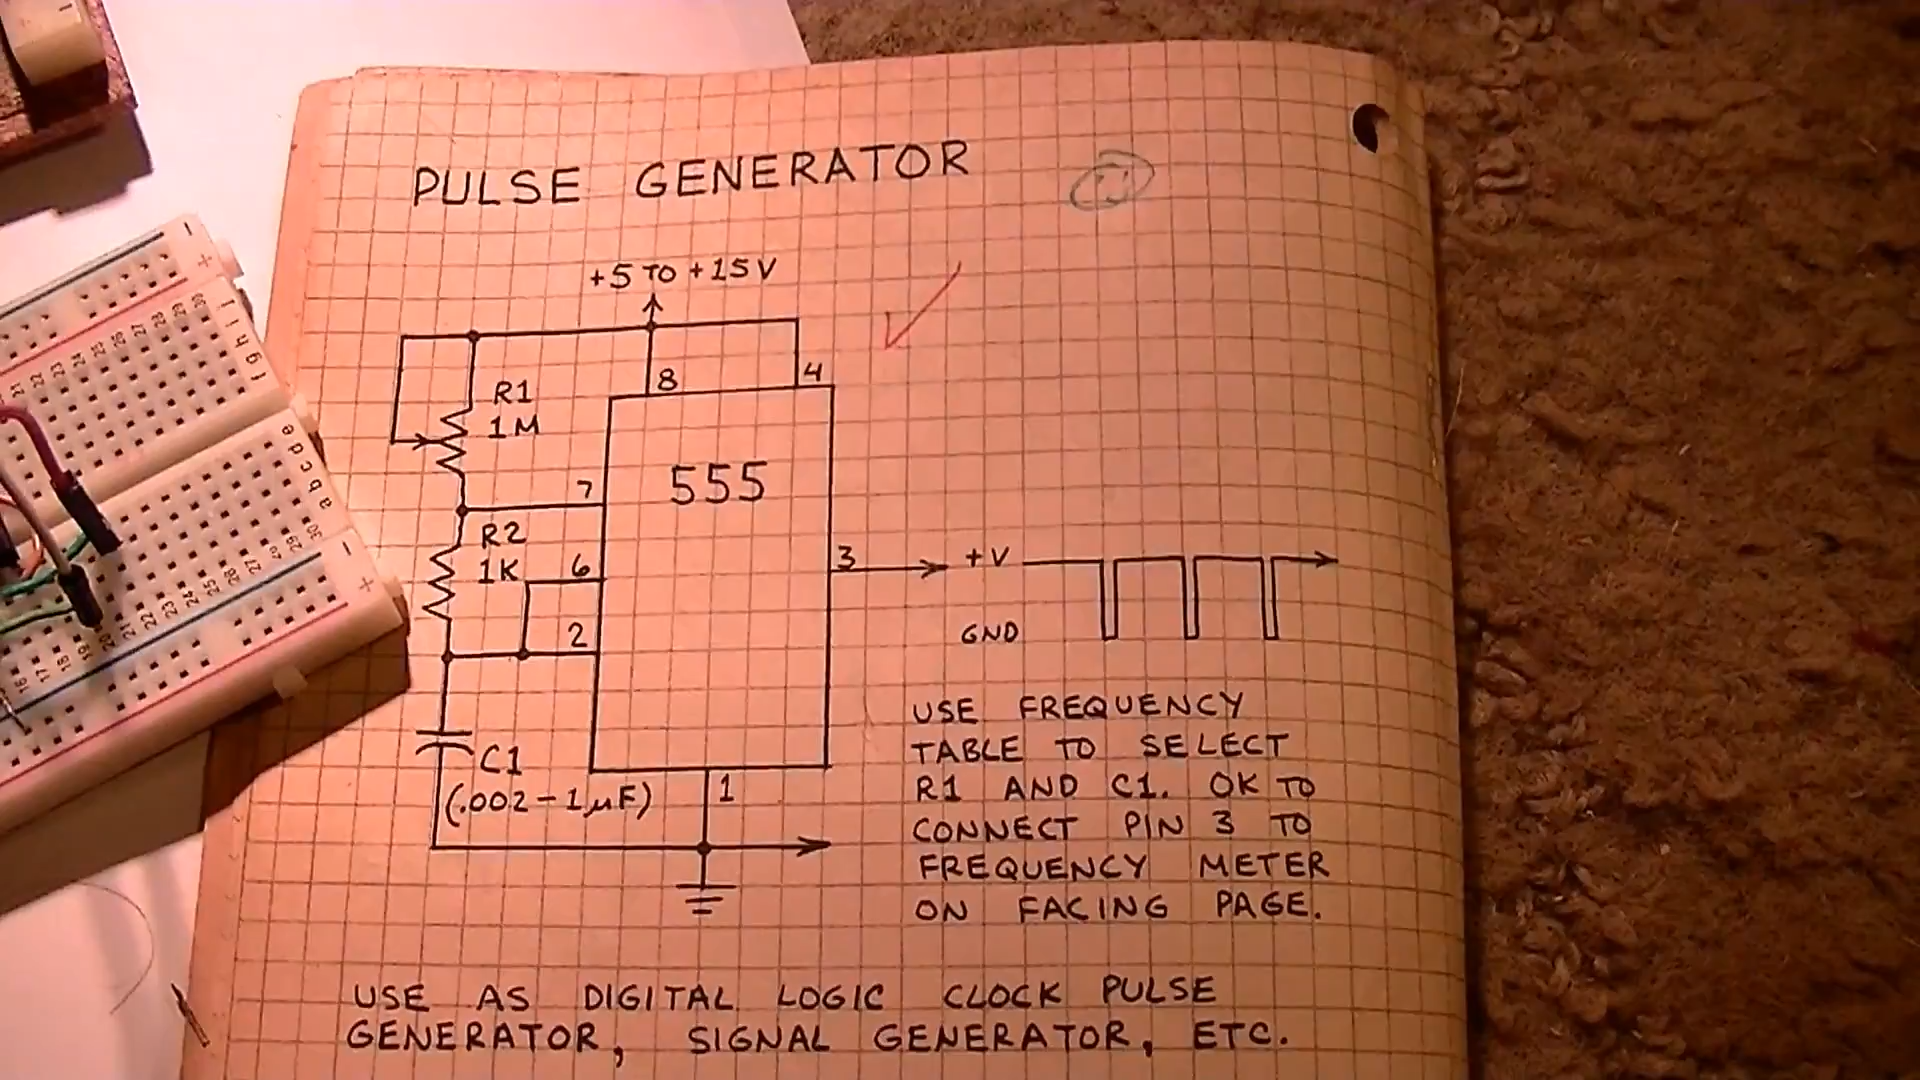 PULSE GENERATOR
+5 TO +15 V
8
4
R1
1M
555
7
R2
1K
6
3
+V
2
GND
USE FREQUENCY
TABLE TO SELECT
R1 AND C1. OK TO
CONNECT PIN 3 TO
FREQUENCY METER
ON FACING PAGE.
C1
(.002-1µF)
1
USE AS DIGITAL LOGIC CLOCK PULSE
GENERATOR, SIGNAL GENERATOR, ETC.